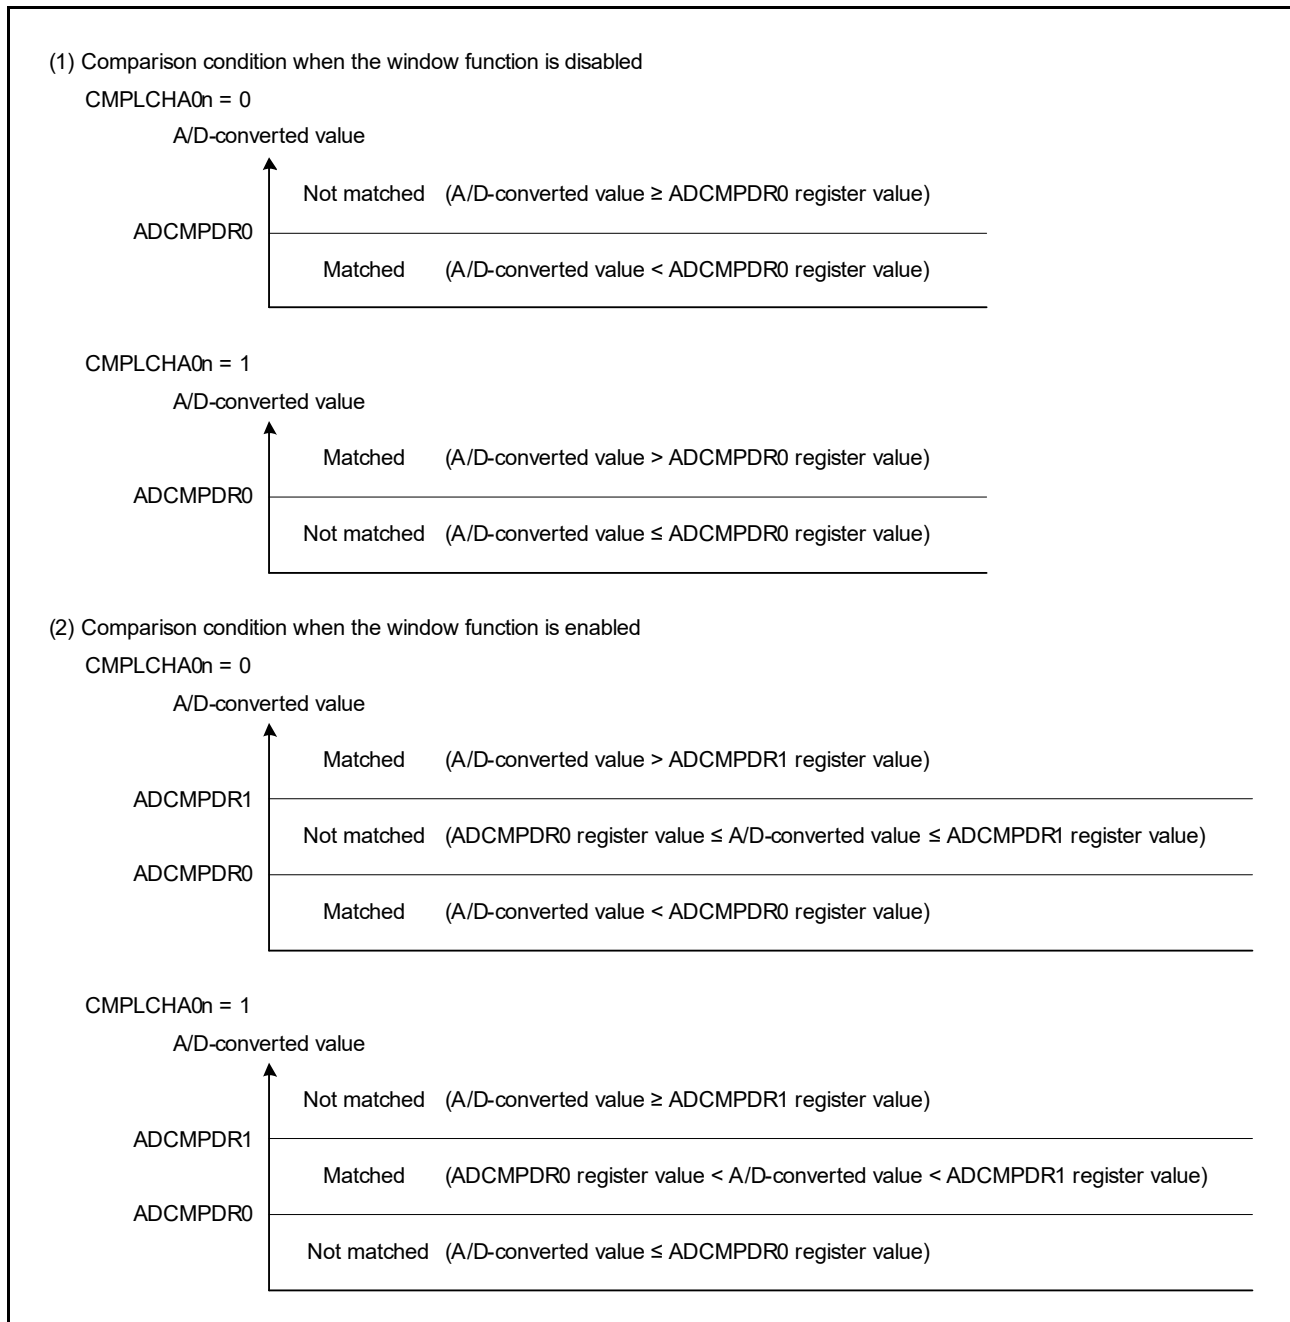 (1) Comparison condition when the window function is disabled
CMPLCHA0n = 0
A/D-converted value
Not matched (A/D-converted value ≥ ADCMPDR0 register value)
ADCMPDR0
Matched (A/D-converted value < ADCMPDR0 register value)
CMPLCHA0n = 1
A/D-converted value
Matched (A/D-converted value > ADCMPDR0 register value)
ADCMPDR0
Not matched (A/D-converted value ≤ ADCMPDR0 register value)
(2) Comparison condition when the window function is enabled
CMPLCHA0n = 0
A/D-converted value
Matched (A/D-converted value > ADCMPDR1 register value)
ADCMPDR1
Not matched (ADCMPDR0 register value ≤ A/D-converted value ≤ ADCMPDR1 register value)
ADCMPDR0
Matched (A/D-converted value < ADCMPDR0 register value)
CMPLCHA0n = 1
A/D-converted value
Not matched (A/D-converted value ≥ ADCMPDR1 register value)
ADCMPDR1
Matched (ADCMPDR0 register value < A/D-converted value < ADCMPDR1 register value)
ADCMPDR0
Not matched (A/D-converted value ≤ ADCMPDR0 register value)